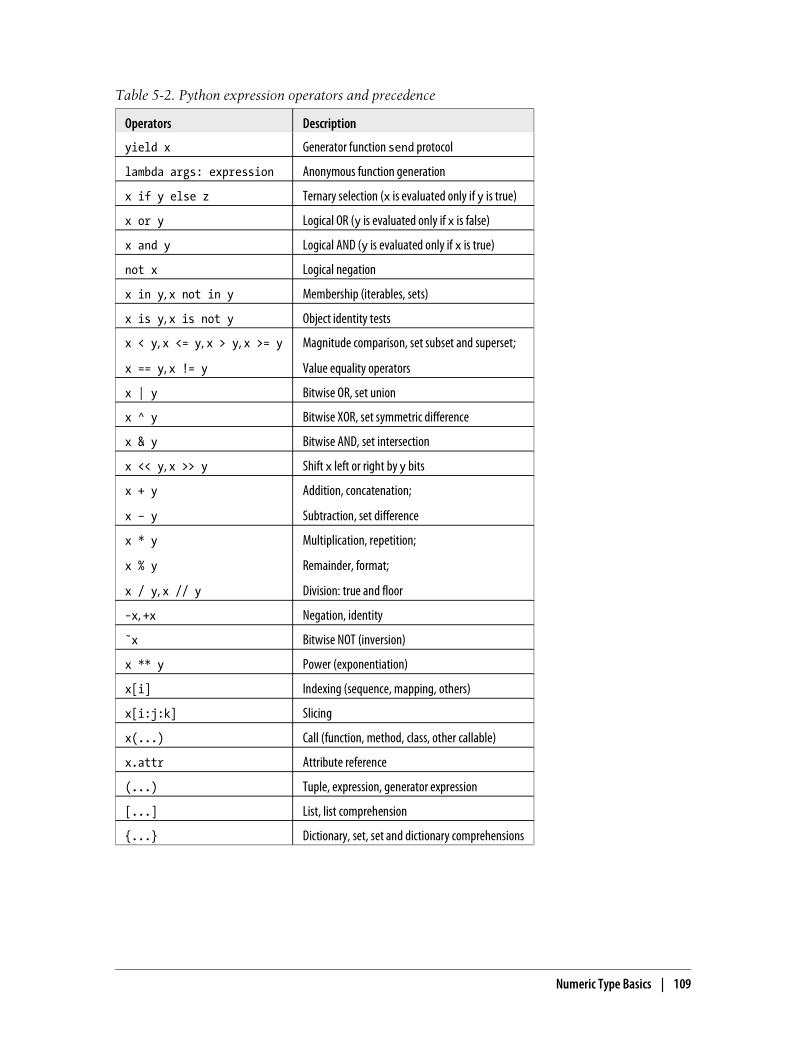 Table 5-2. Python expression operators and precedence
Operators Description
yield x Generator function send protocol
lambda args: expression Anonymous function generation
x if y else z Ternary selection (x is evaluated only if y is true)
x or y Logical OR (y is evaluated only if x is false)
x and y Logical AND (y is evaluated only if x is true)
not x Logical negation
x in y, x not in y Membership (iterables, sets)
x is y, x is not y Object identity tests
x < y, x <= y, x > y, x >= y Magnitude comparison, set subset and superset;
x == y, x != y Value equality operators
x | y Bitwise OR, set union
x ^ y Bitwise XOR, set symmetric difference
x & y Bitwise AND, set intersection
x << y, x >> y Shift x left or right by y bits
x + y Addition, concatenation;
x – y Subtraction, set difference
x * y Multiplication, repetition;
x % y Remainder, format;
x / y, x // y Division: true and floor
−x, +x Negation, identity
˜x Bitwise NOT (inversion)
x ** y Power (exponentiation)
x[i] Indexing (sequence, mapping, others)
x[i:j:k] Slicing
x(...) Call (function, method, class, other callable)
x.attr Attribute reference
(...) Tuple, expression, generator expression
[...] List, list comprehension
{...} Dictionary, set, set and dictionary comprehensions
Numeric Type Basics | 109